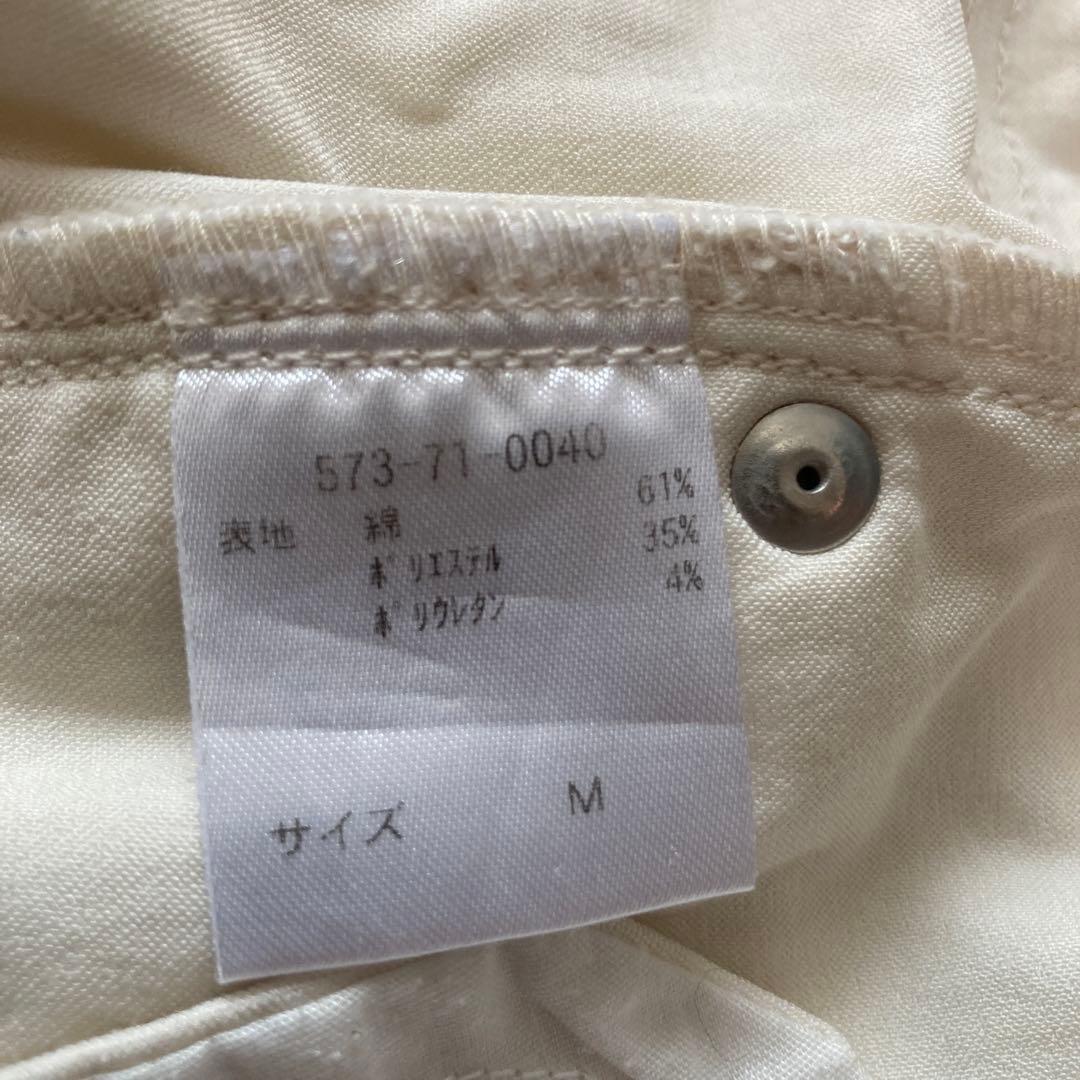 573-71-0040
表地 綿 61%
ﾎﾟﾘｴｽﾃﾙ 35%
ﾎﾟﾘｳﾚﾀﾝ 4%
サイズ M